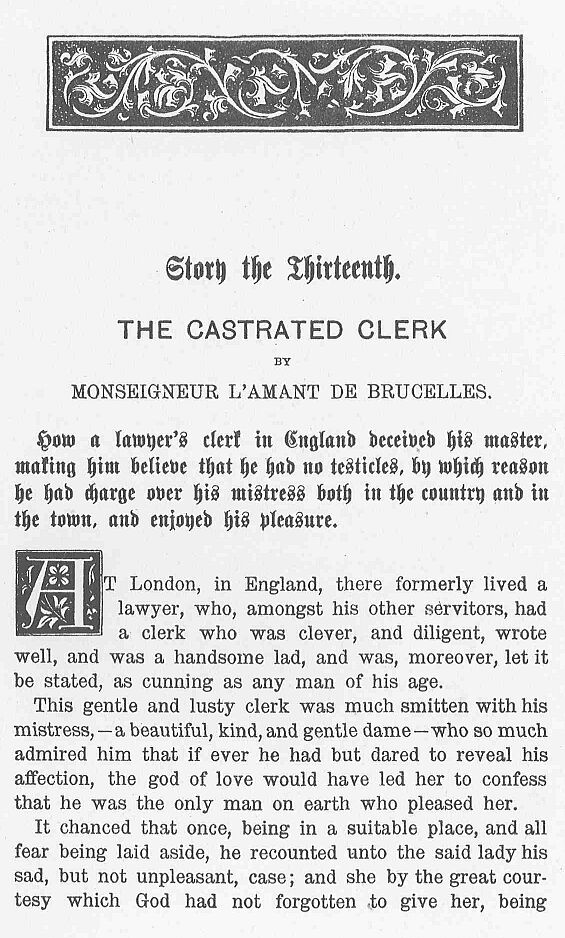 Story the Thirteenth.
THE CASTRATED CLERK
BY
MONSEIGNEUR L'AMANT DE BRUCELLES.
How a lawyer's clerk in England deceived his master,
making him believe that he had no testicles, by which reason
he had charge over his mistress both in the country and in
the town, and enjoyed his pleasure.
AT London, in England, there formerly lived a
lawyer, who, amongst his other servitors, had
a clerk who was clever, and diligent, wrote
well, and was a handsome lad, and was, moreover, let it
be stated, as cunning as any man of his age.
This gentle and lusty clerk was much smitten with his
mistress,—a beautiful, kind, and gentle dame—who so much
admired him that if ever he had but dared to reveal his
affection, the god of love would have led her to confess
that he was the only man on earth who pleased her.
It chanced that once, being in a suitable place, and all
fear being laid aside, he recounted unto the said lady his
sad, but not unpleasant, case; and she by the great cour-
tesy which God had not forgotten to give her, being